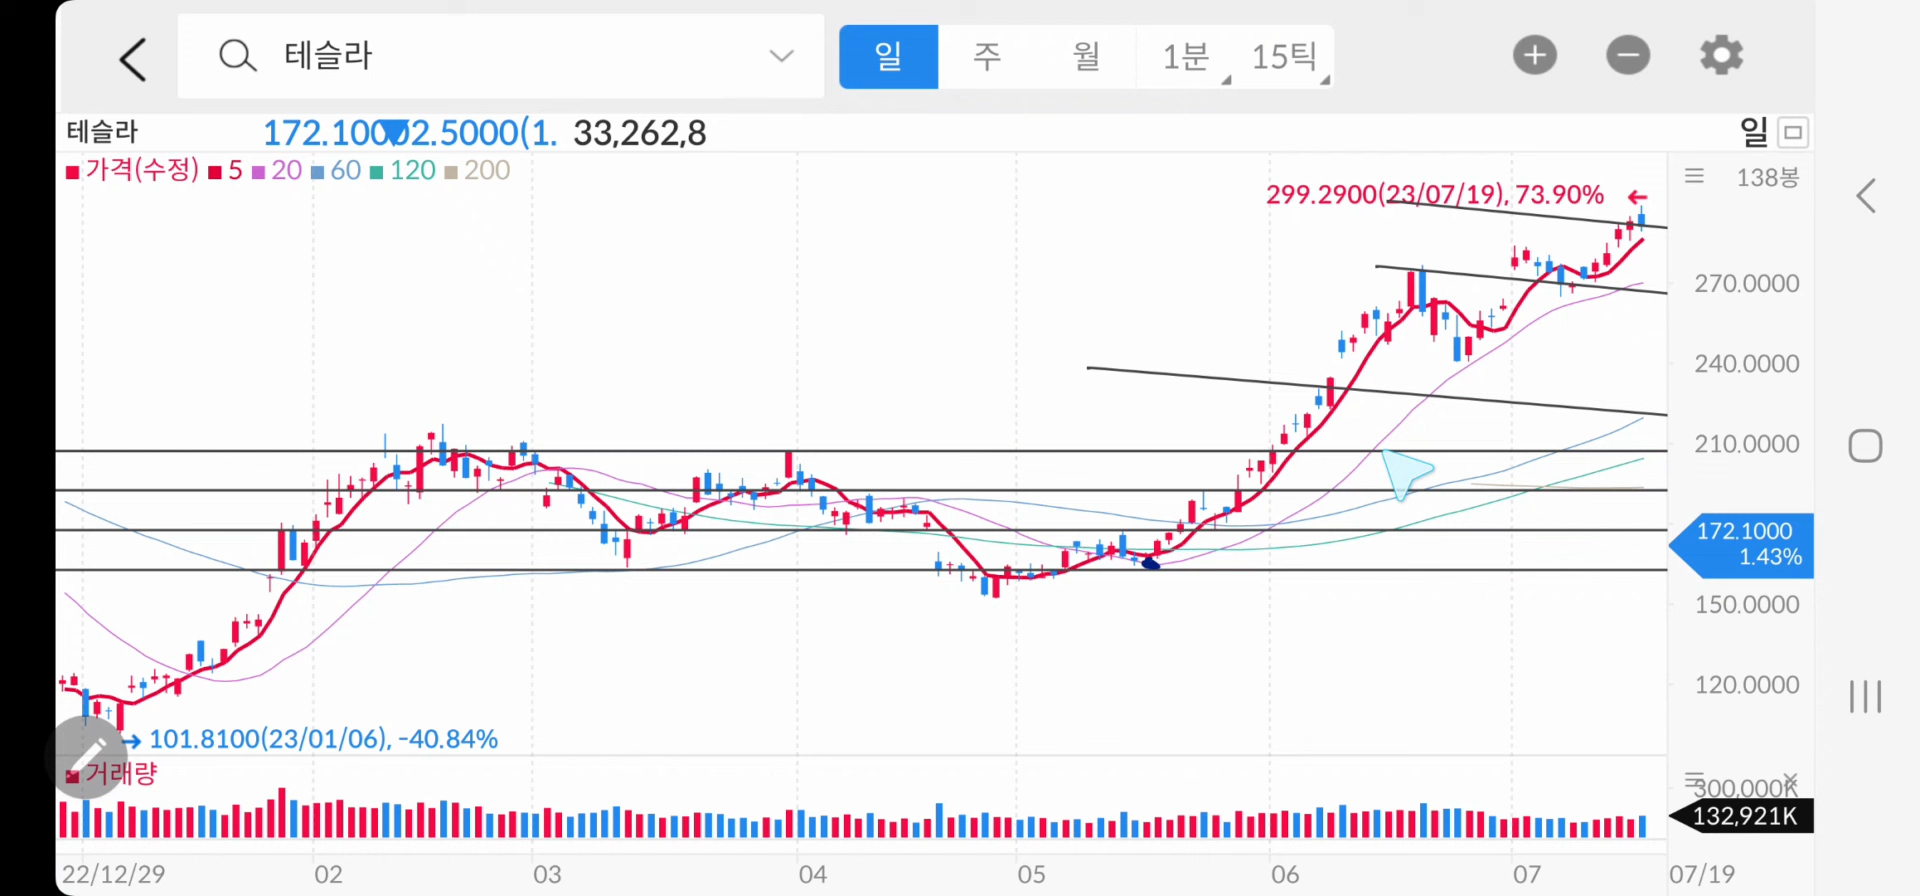 테슬라
일 주 월 1분 15틱
테슬라 172.100 2.5000(1. 33,262,8 일
가격(수정) 5 20 60 120 200
138봉
299.2900(23/07/19), 73.90%
270.0000
240.0000
210.0000
172.1000
1.43%
150.0000
120.0000
101.8100(23/01/06), -40.84%
거래량
300,000K
132,921K
22/12/29 02 03 04 05 06 07 07/19